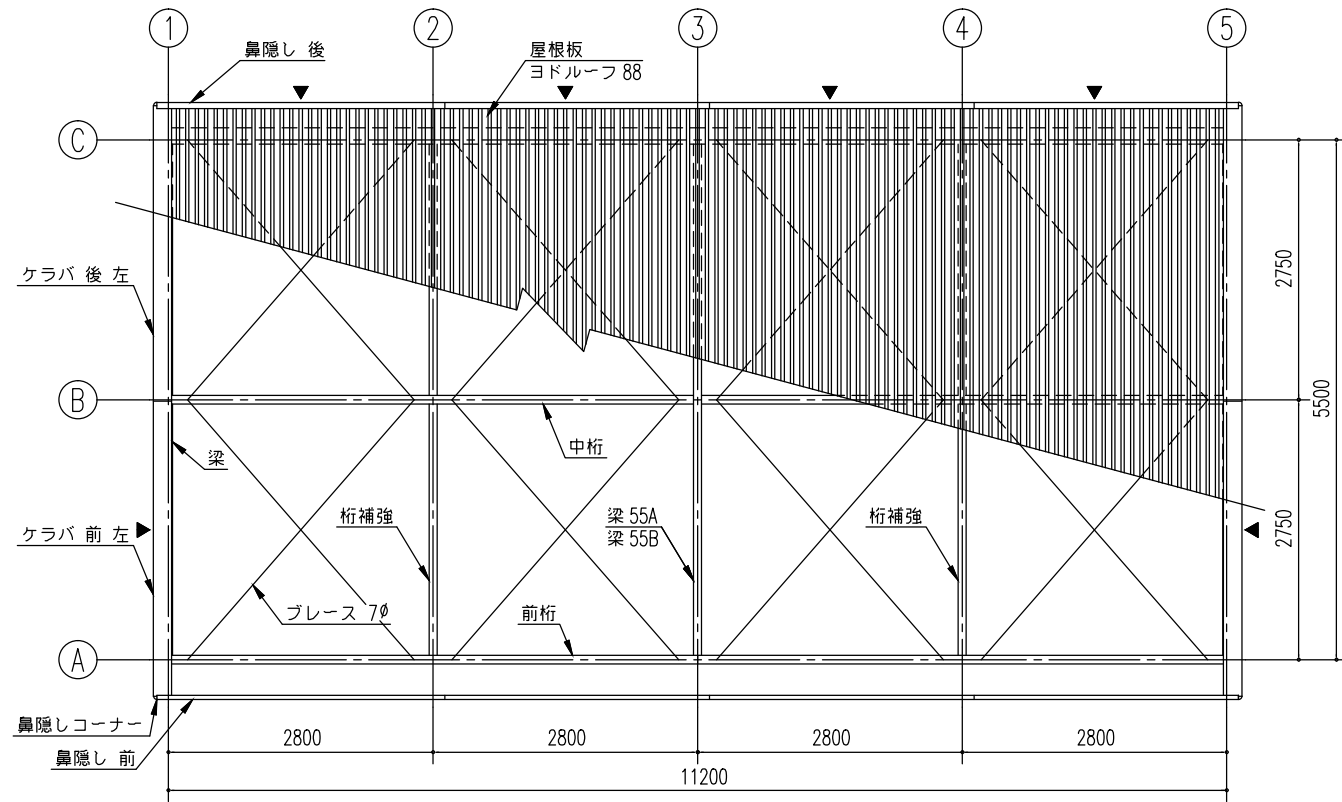 1
2
3
4
5
鼻隠し 後
屋根板
ヨドルーフ 88
C
ケラバ 後 左
2750
B
5500
中桁
梁
桁補強
梁 55A
梁 55B
桁補強
ケラバ 前 左
2750
ブレース 7φ
前桁
A
鼻隠しコーナー
鼻隠し 前
2800
2800
2800
2800
11200